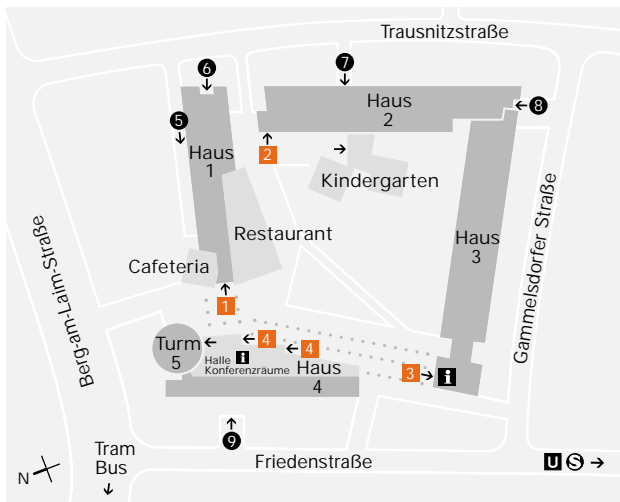 Trausnitzstraße
6
7
Haus
2
8
5
Haus
1
2
Kindergarten
Berg-am-Laim-Straße
Restaurant
Haus
3
Gammelsdorfer Straße
Cafeteria
1
Turm
5
4
4
Halle i
Konferenzräume
Haus
4
3
i
9
Tram
Bus
Friedenstraße
U S
N